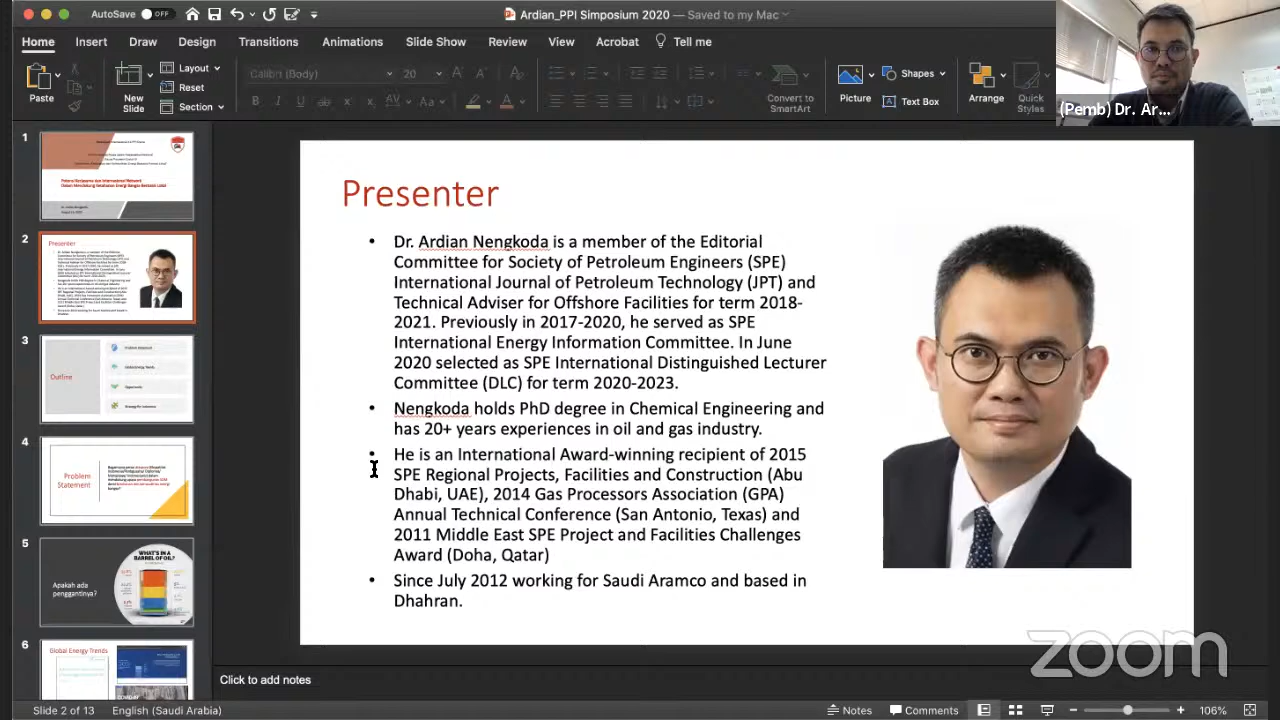 AutoSave OFF
Ardian_PPI Simposium 2020 — Saved to my Mac
Home Insert Draw Design Transitions Animations Slide Show Review View Acrobat Tell me
Paste
New
Slide
Layout
Reset
Section
Calibri (Body) 20
Convert to
SmartArt
Picture
Shapes
Text Box
Arrange
Quick
Styles
(Pemb) Dr. Ar...
1
2
Presenter
3
Outline
4
Problem
Statement
5
Apakah ada
penggantinya?
WHAT'S IN A
BARREL OF OIL?
6
Global Energy Trends
Presenter
• Dr. Ardian Nengkoda is a member of the Editorial
Committee for Society of Petroleum Engineers (SPE)
International Journal of Petroleum Technology (JPT) and
Technical Adviser for Offshore Facilities for term 2018-
2021. Previously in 2017-2020, he served as SPE
International Energy Information Committee. In June
2020 selected as SPE International Distinguished Lecturer
Committee (DLC) for term 2020-2023.
• Nengkoda holds PhD degree in Chemical Engineering and
has 20+ years experiences in oil and gas industry.
• He is an International Award-winning recipient of 2015
SPE Regional Projects, Facilities and Construction (Abu
Dhabi, UAE), 2014 Gas Processors Association (GPA)
Annual Technical Conference (San Antonio, Texas) and
2011 Middle East SPE Project and Facilities Challenges
Award (Doha, Qatar)
• Since July 2012 working for Saudi Aramco and based in
Dhahran.
zoom
Click to add notes
Slide 2 of 13 English (Saudi Arabia) Notes Comments 106%